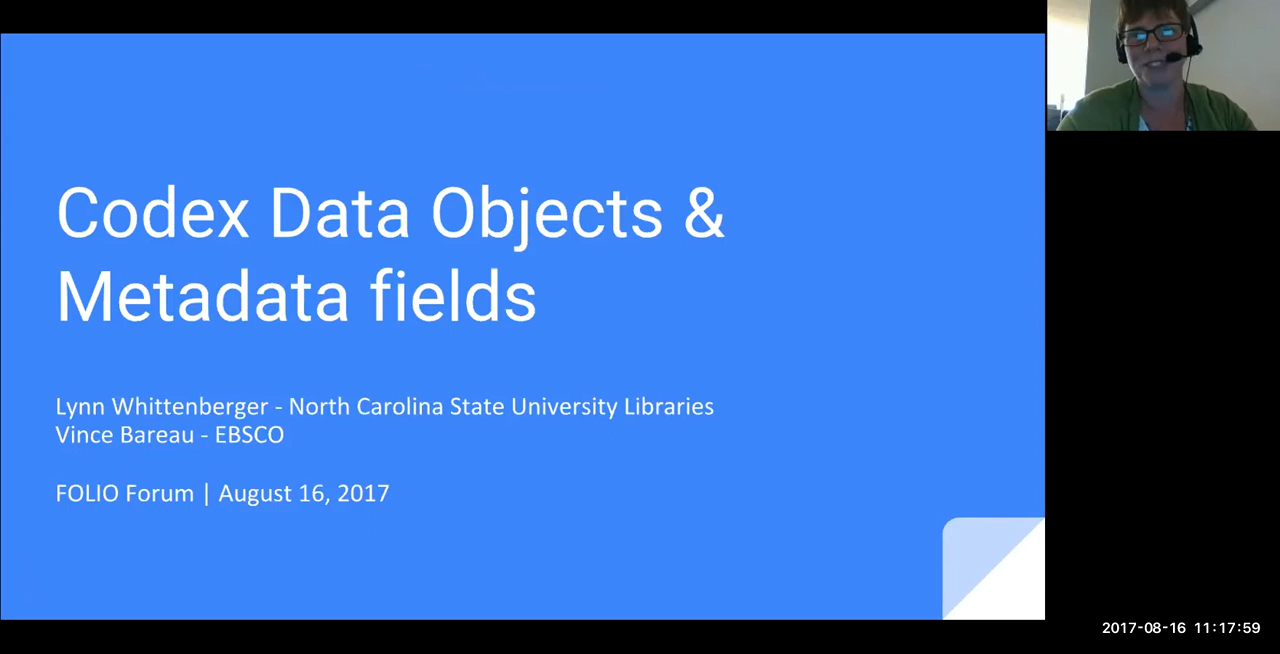 Codex Data Objects &
Metadata fields
Lynn Whittenberger - North Carolina State University Libraries
Vince Bareau - EBSCO
FOLIO Forum | August 16, 2017
2017-08-16 11:17:59